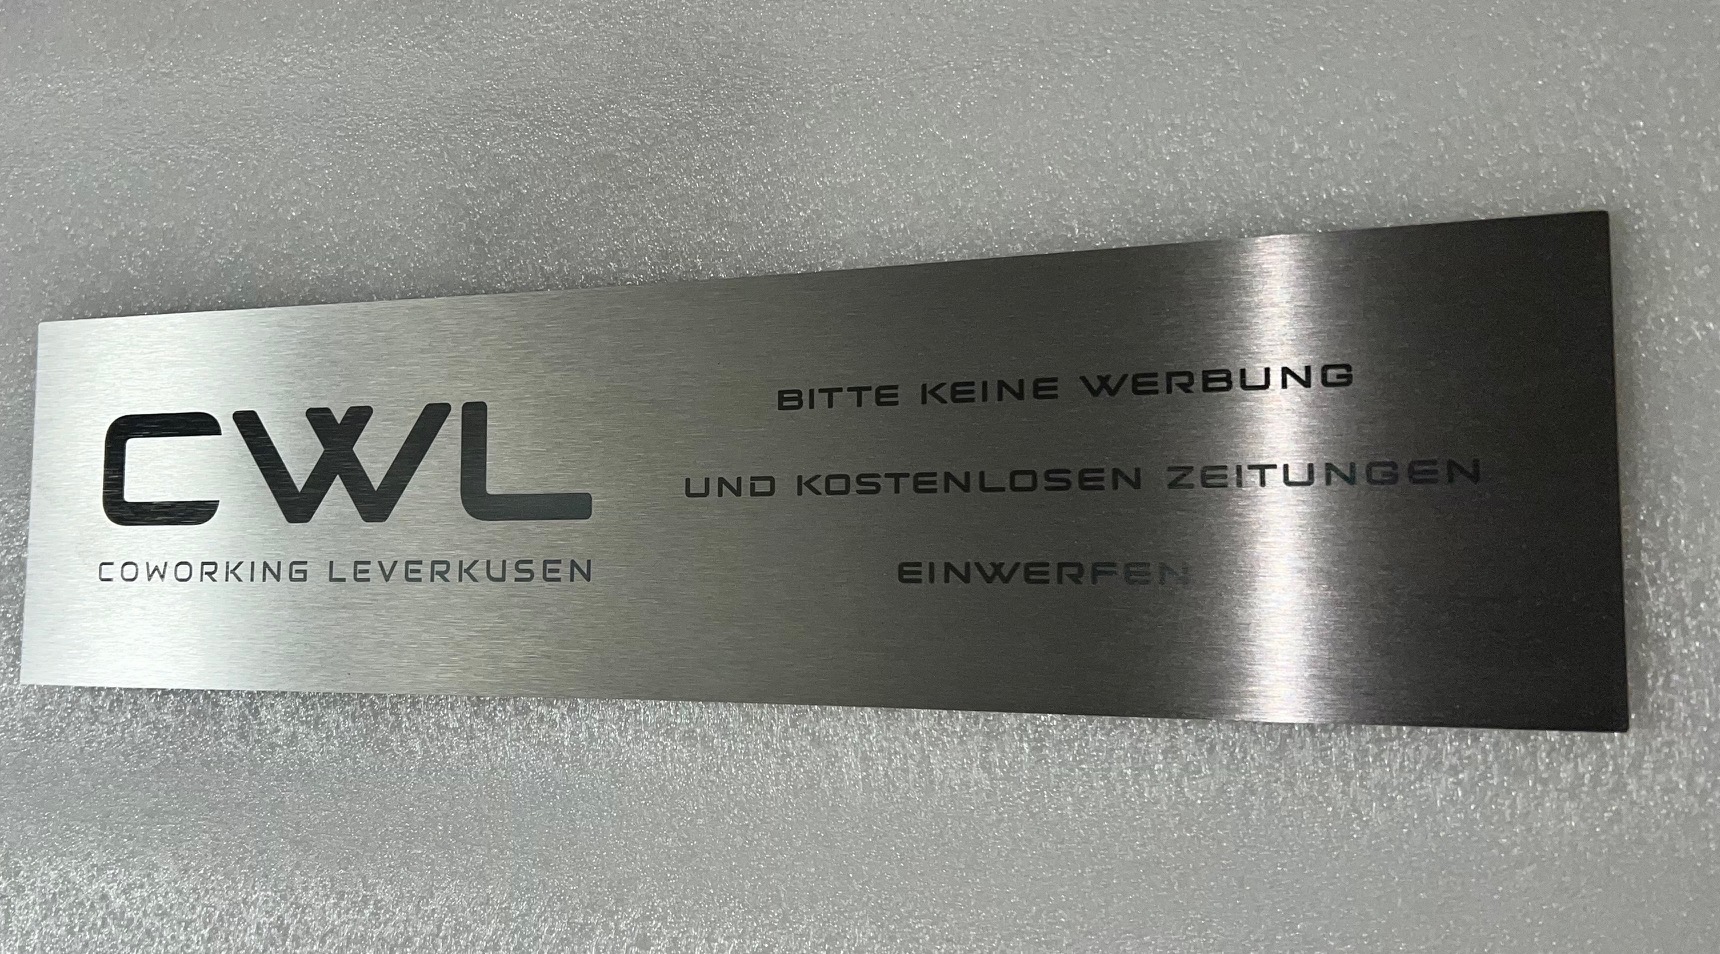 CWL
COWORKING LEVERKUSEN
BITTE KEINE WERBUNG
UND KOSTENLOSEN ZEITUNGEN
EINWERFEN